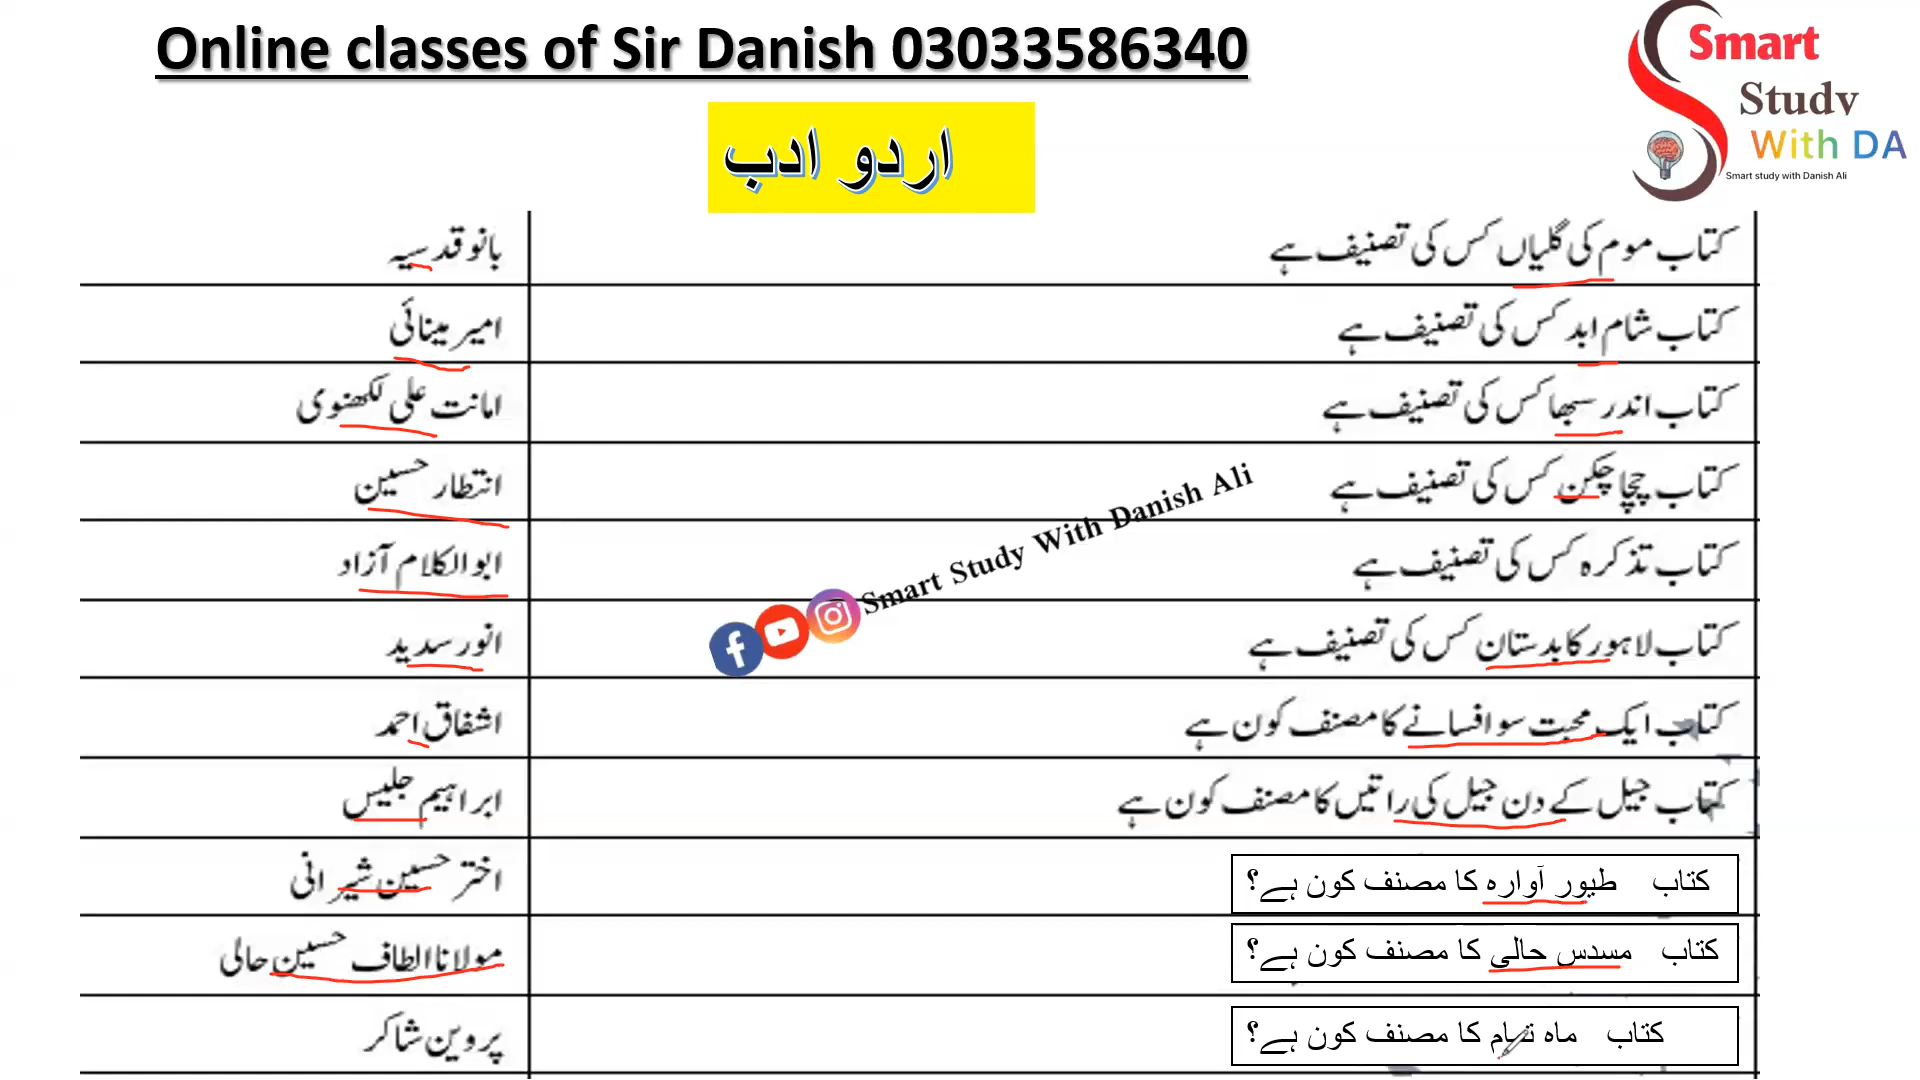 Online classes of Sir Danish 03033586340
Smart
Study
With DA
Smart study with Danish Ali
اردو ادب
کتاب موم کی گلیاں کس کی تصنیف ہے
بانو قدسیہ
کتاب شام ابد کس کی تصنیف ہے
امیر مینائی
کتاب اندر سبھا کس کی تصنیف ہے
امانت علی لکھنوی
کتاب چچا چھکن کس کی تصنیف ہے
انتظار حسین
کتاب تذکرہ کس کی تصنیف ہے
ابوالکلام آزاد
کتاب لاہور کا بدستان کس کی تصنیف ہے
انور سدید
کتاب ایک محبت سو افسانے کا مصنف کون ہے
اشفاق احمد
کتاب جیل کے دن جیل کی راتیں کا مصنف کون ہے
ابراہیم جلیس
کتاب طیور آوارہ کا مصنف کون ہے؟
اختر حسین شیرانی
کتاب مسدس حالی کا مصنف کون ہے؟
مولانا الطاف حسین حالی
کتاب ماہ تمام کا مصنف کون ہے؟
پروین شاکر
Smart Study With Danish Ali